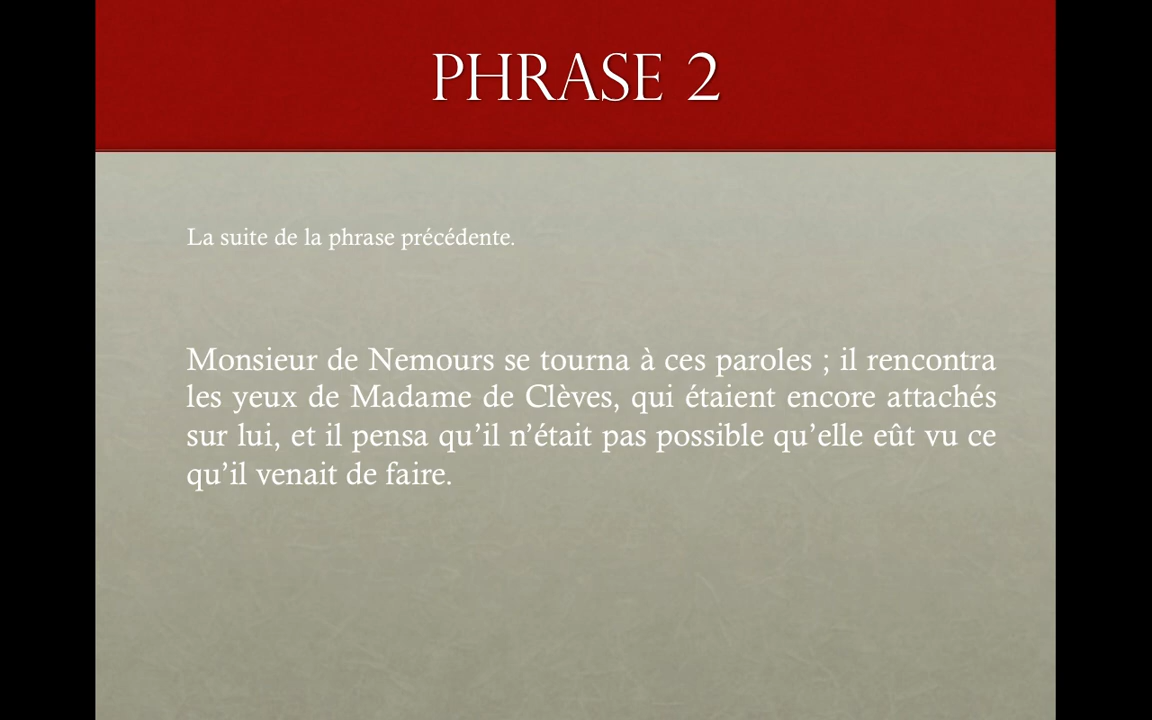 PHRASE 2
La suite de la phrase précédente.
Monsieur de Nemours se tourna à ces paroles ; il rencontra
les yeux de Madame de Clèves, qui étaient encore attachés
sur lui, et il pensa qu’il n’était pas possible qu’elle eût vu ce
qu’il venait de faire.